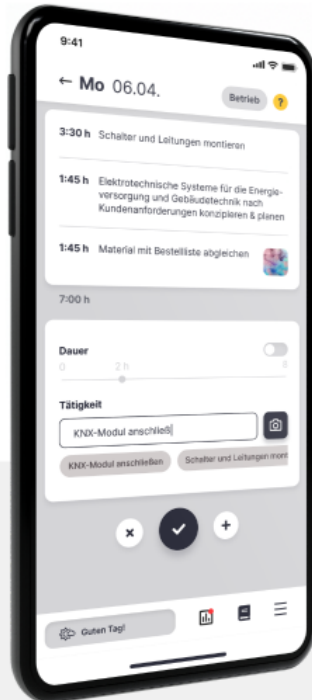 9:41
← Mo 06.04.
Betrieb ?
3:30 h Schalter und Leitungen montieren
1:45 h Elektrotechnische Systeme für die Energie-
versorgung und Gebäudetechnik nach
Kundenanforderungen konzipieren & planen
1:45 h Material mit Bestellliste abgleichen
7:00 h
Dauer
2 h
8
Tätigkeit
KNX-Modul anschließ
KNX-Modul anschließen Schalter und Leitungen mont
Guten Tag!